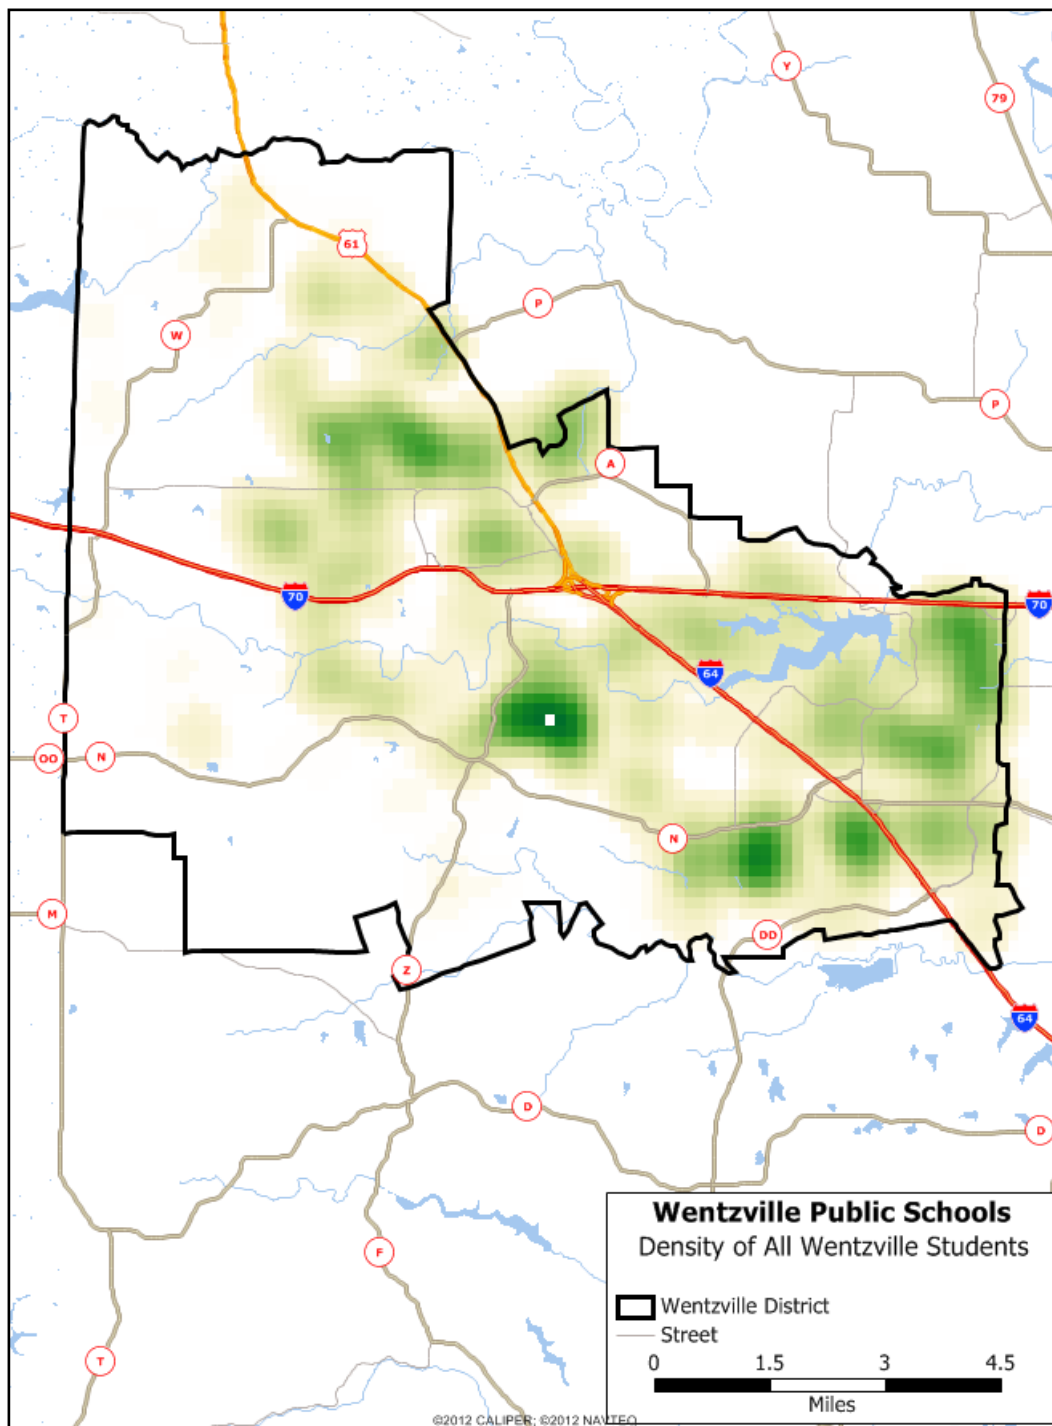 Y
79
61
P
W
P
A
70
70
64
T
OO
N
N
M
DD
Z
64
D
D
F
T
Wentzville Public Schools
Density of All Wentzville Students
Wentzville District
Street
0 1.5 3 4.5
Miles
©2012 CALIPER; ©2012 NAVTEQ